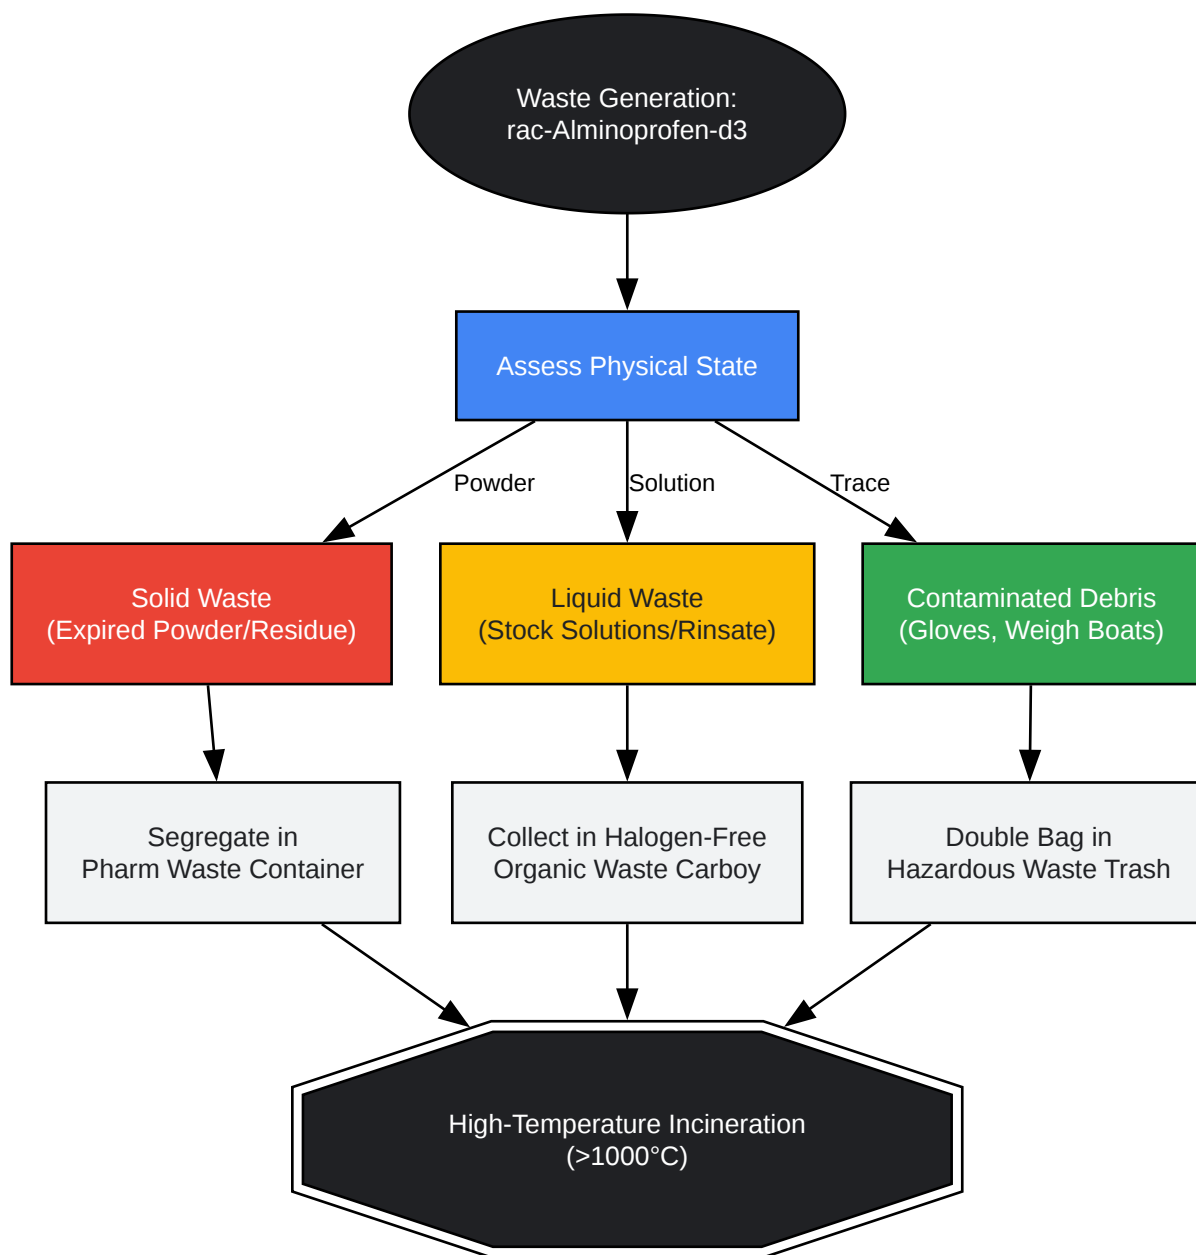 Waste Generation:
rac-Alminoprofen-d3
Assess Physical State
Powder
Solution
Trace
Solid Waste
(Expired Powder/Residue)
Liquid Waste
(Stock Solutions/Rinsate)
Contaminated Debris
(Gloves, Weigh Boats)
Segregate in
Pharm Waste Container
Collect in Halogen-Free
Organic Waste Carboy
Double Bag in
Hazardous Waste Trash
High-Temperature Incineration
(>1000°C)